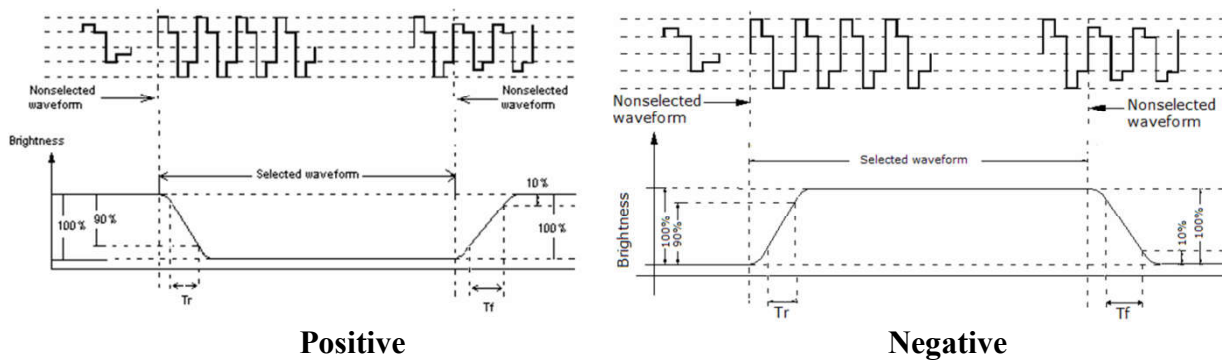 Nonselected
waveform
Nonselected
waveform
Brightness
Selected waveform
10%
100%
90%
100%
Tr
Tf
Positive
Nonselected
waveform
Nonselected
waveform
Selected waveform
Brightness
100%
90%
10%
100%
Tr
Tf
Negative